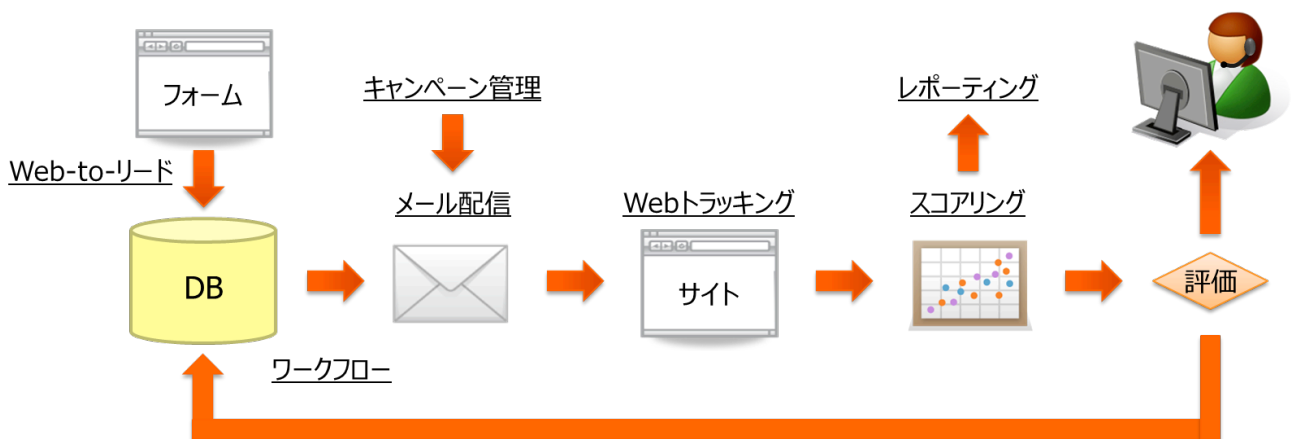 フォーム
キャンペーン管理
レポーティング
Web-to-リード
メール配信
Webトラッキング
スコアリング
DB
サイト
評価
ワークフロー